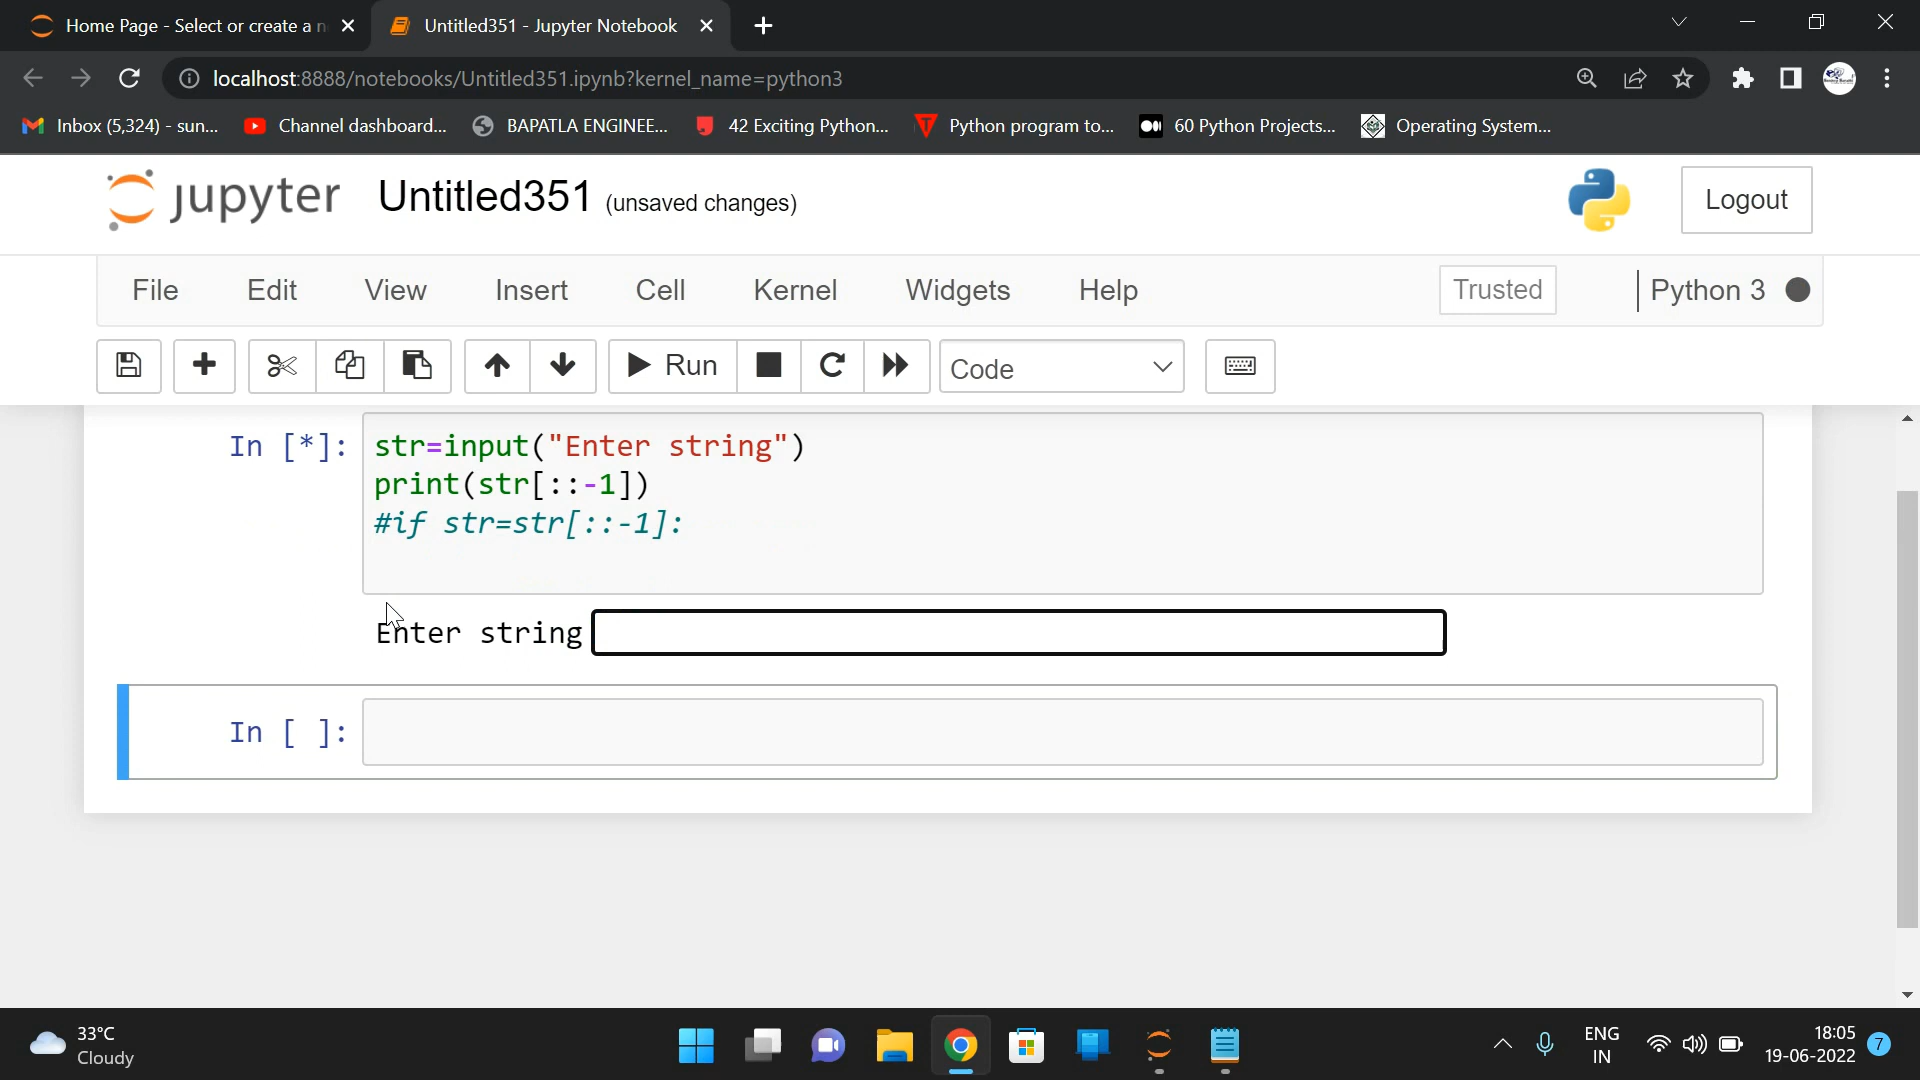 Home Page - Select or create a n
Untitled351 - Jupyter Notebook
localhost:8888/notebooks/Untitled351.ipynb?kernel_name=python3
Inbox (5,324) - sun...
Channel dashboard...
BAPATLA ENGINEE...
42 Exciting Python...
Python program to...
60 Python Projects...
Operating System...
jupyter Untitled351 (unsaved changes)
Logout
File Edit View Insert Cell Kernel Widgets Help
Trusted
Python 3
Run
Code
In [*]: str=input("Enter string")
print(str[::-1])
#if str=str[::-1]:
Enter string
In [ ]:
33°C
Cloudy
ENG
IN
18:05
19-06-2022
7